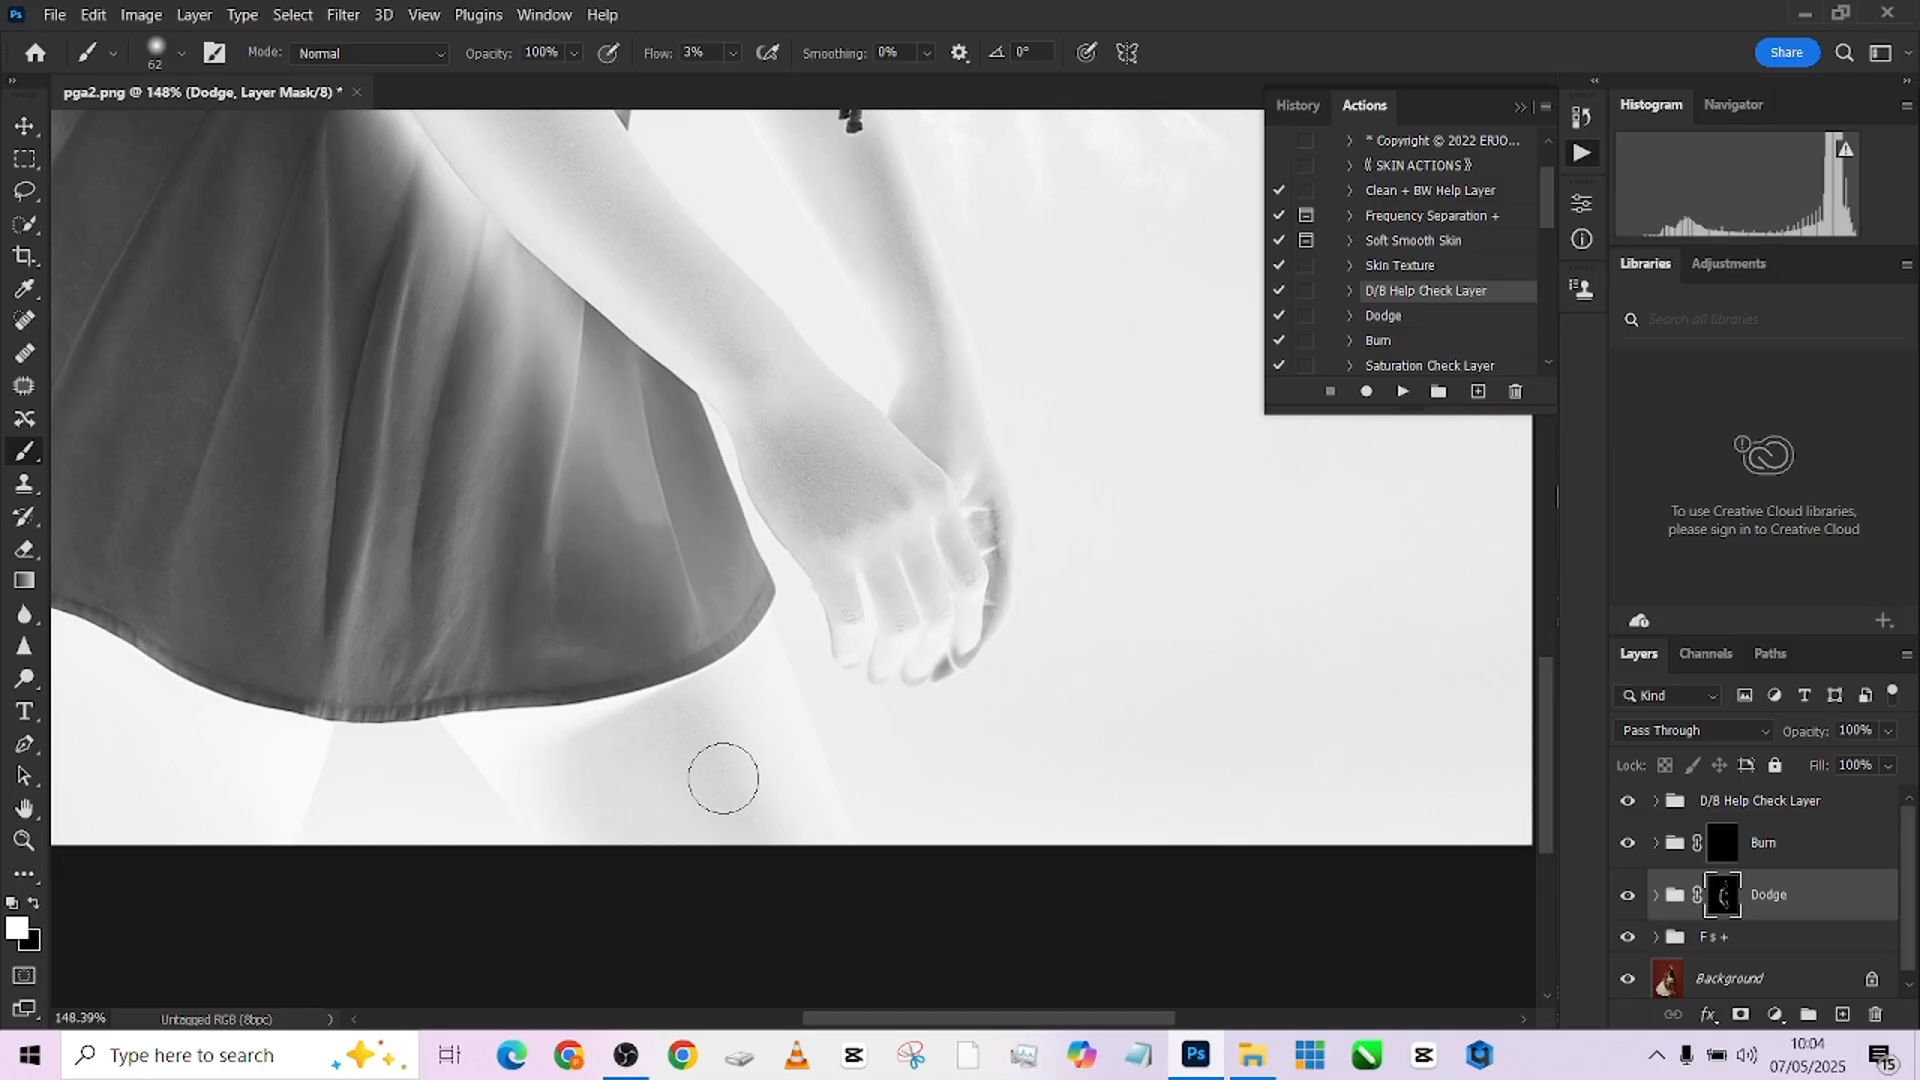 Ps File Edit Image Layer Type Select Filter 3D View Plugins Window Help
62 Mode: Normal Opacity: 100% Flow: 3% Smoothing: 0% 0° Share
pga2.png @ 148% (Dodge, Layer Mask/8) *
History Actions
* Copyright © 2022 ERJO...
⟪ SKIN ACTIONS ⟫
Clean + BW Help Layer
Frequency Separation +
Soft Smooth Skin
Skin Texture
D/B Help Check Layer
Dodge
Burn
Saturation Check Layer
Histogram Navigator
Libraries Adjustments
Search all libraries
To use Creative Cloud libraries,
please sign in to Creative Cloud
Layers Channels Paths
Kind
Pass Through Opacity: 100%
Lock: Fill: 100%
D/B Help Check Layer
Burn
Dodge
F s +
Background
fx
148.39% Untagged RGB (8bpc)
Type here to search
Ps
10:04
07/05/2025
15